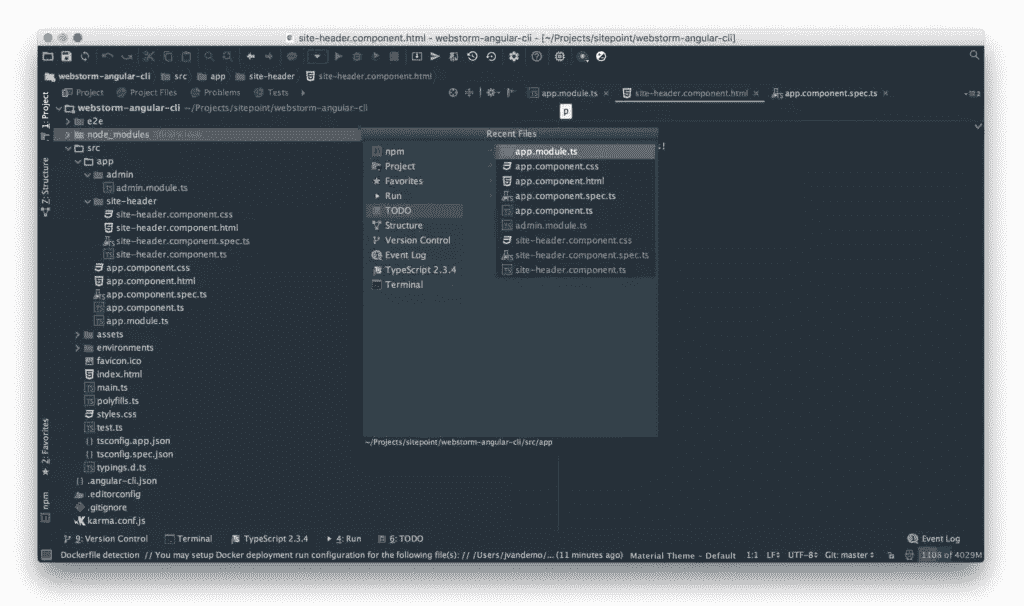 site-header.component.html - webstorm-angular-cli - [~/Projects/sitepoint/webstorm-angular-cli]
webstorm-angular-cli src app site-header site-header.component.html
Project Project Files Problems Tests
app.module.ts site-header.component.html app.component.spec.ts
p
1: Project
Z: Structure
2: Favorites
npm
webstorm-angular-cli ~/Projects/sitepoint/webstorm-angular-cli
e2e
node_modules
src
app
admin
admin.module.ts
site-header
site-header.component.css
site-header.component.html
site-header.component.spec.ts
site-header.component.ts
app.component.css
app.component.html
app.component.spec.ts
app.component.ts
app.module.ts
assets
environments
favicon.ico
index.html
main.ts
polyfills.ts
styles.css
test.ts
tsconfig.app.json
tsconfig.spec.json
typings.d.ts
.angular-cli.json
.editorconfig
.gitignore
karma.conf.js
Recent Files
npm
Project
Favorites
Run
TODO
Structure
Version Control
Event Log
TypeScript 2.3.4
Terminal
app.module.ts
app.component.css
app.component.html
app.component.spec.ts
app.component.ts
admin.module.ts
site-header.component.css
site-header.component.spec.ts
site-header.component.ts
~/Projects/sitepoint/webstorm-angular-cli/src/app
9: Version Control Terminal TypeScript 2.3.4 4: Run 6: TODO Event Log
Dockerfile detection // You may setup Docker deployment run configuration for the following file(s): // /Users/jvandemo/... (11 minutes ago) Material Theme - Default 1:1 LF UTF-8 Git: master 1108 of 4029M